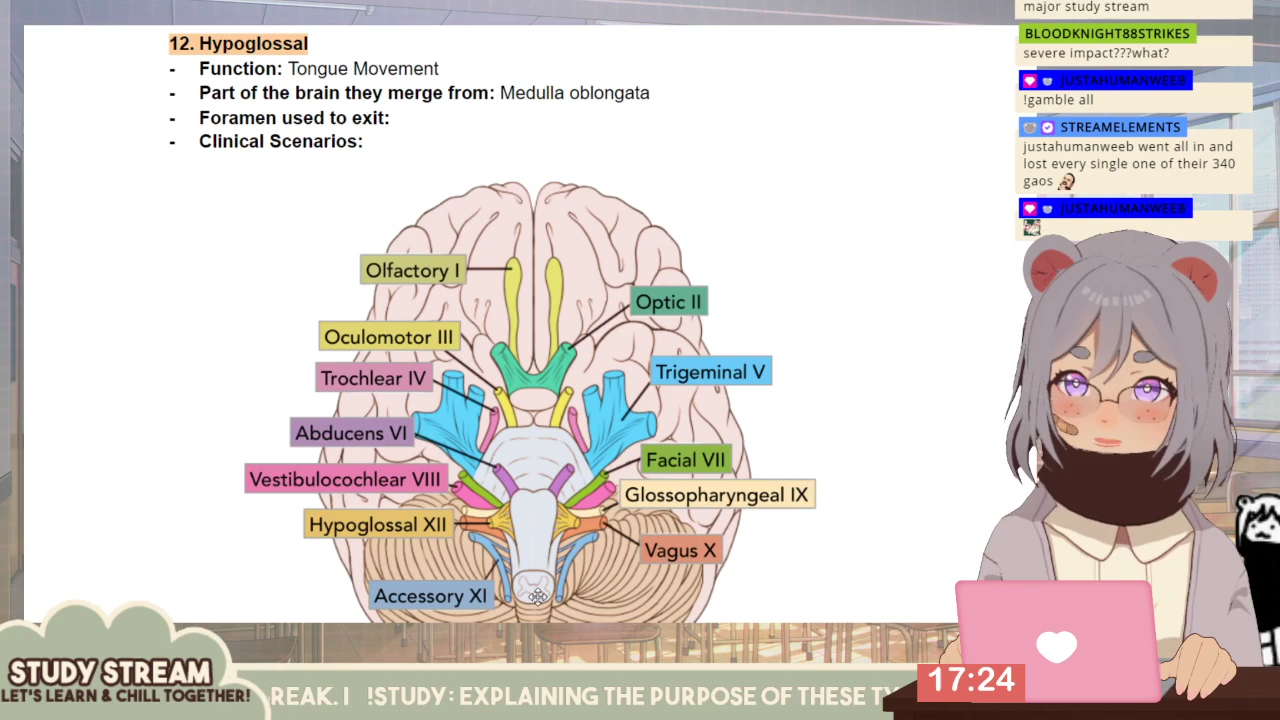 12. Hypoglossal
- Function: Tongue Movement
- Part of the brain they merge from: Medulla oblongata
- Foramen used to exit:
- Clinical Scenarios:
Olfactory I
Optic II
Oculomotor III
Trigeminal V
Trochlear IV
Abducens VI
Facial VII
Vestibulocochlear VIII
Glossopharyngeal IX
Hypoglossal XII
Vagus X
Accessory XI
major study stream
BLOODKNIGHT88STRIKES
severe impact???what?
JUSTAHUMANWEEB
!gamble all
STREAMELEMENTS
justahumanweeb went all in and
lost every single one of their 340
gaos
JUSTAHUMANWEEB
STUDY STREAM
LET'S LEARN & CHILL TOGETHER!
REAK. I !STUDY: EXPLAINING THE PURPOSE OF THESE TY
17:24